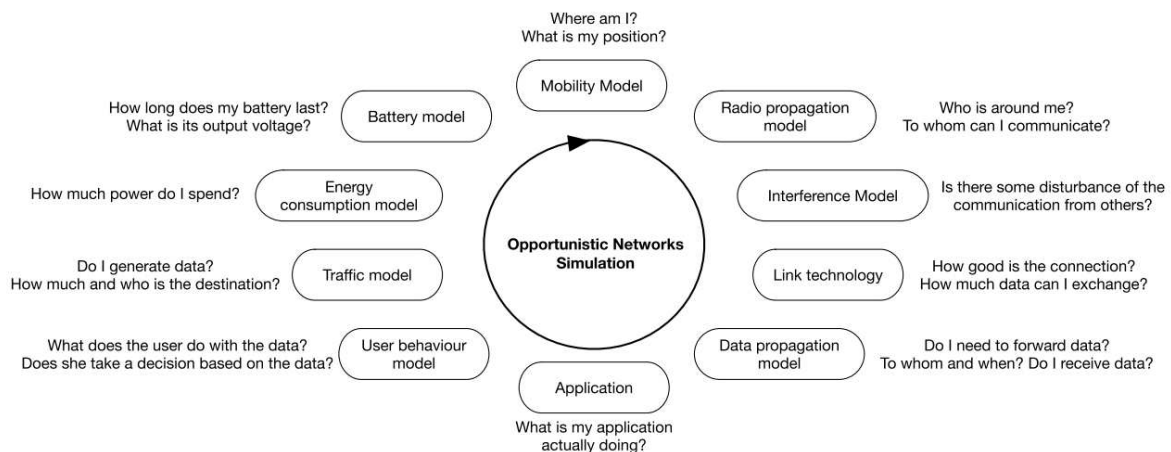 Where am I?
What is my position?
Mobility Model
Radio propagation
model
Who is around me?
To whom can I communicate?
Interference Model
Is there some disturbance of the
communication from others?
Link technology
How good is the connection?
How much data can I exchange?
Data propagation
model
Do I need to forward data?
To whom and when? Do I receive data?
Application
What is my application
actually doing?
User behaviour
model
What does the user do with the data?
Does she take a decision based on the data?
Traffic model
Do I generate data?
How much and who is the destination?
Energy
consumption model
How much power do I spend?
Battery model
How long does my battery last?
What is its output voltage?
Opportunistic Networks
Simulation